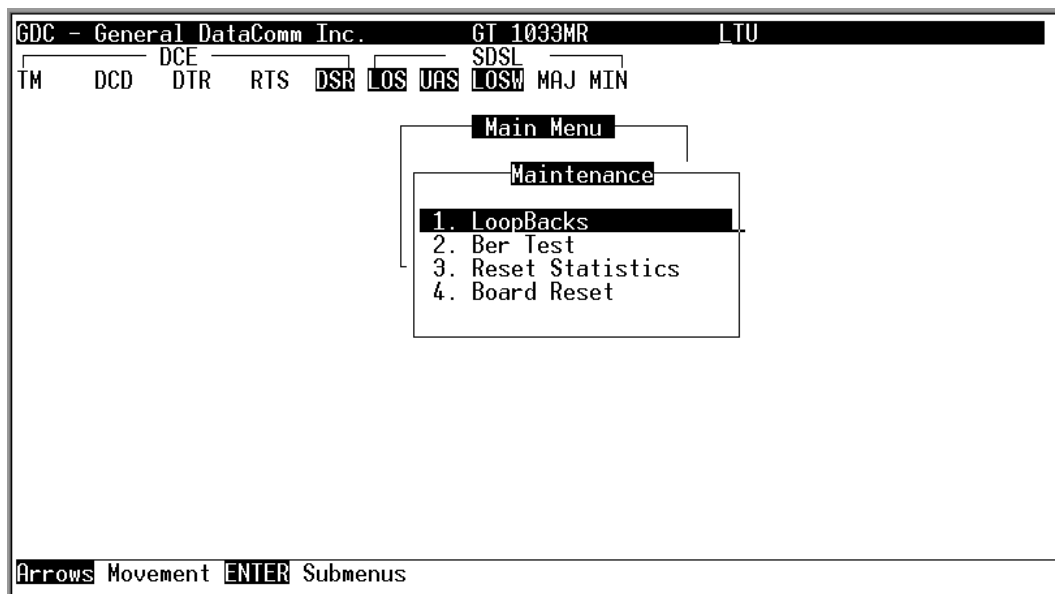 GDC - General DataComm Inc. GT 1033MR LTU
DCE SDSL
TM DCD DTR RTS DSR LOS UAS LOSW MAJ MIN
Main Menu
Maintenance
1. LoopBacks
2. Ber Test
3. Reset Statistics
4. Board Reset
Arrows Movement ENTER Submenus